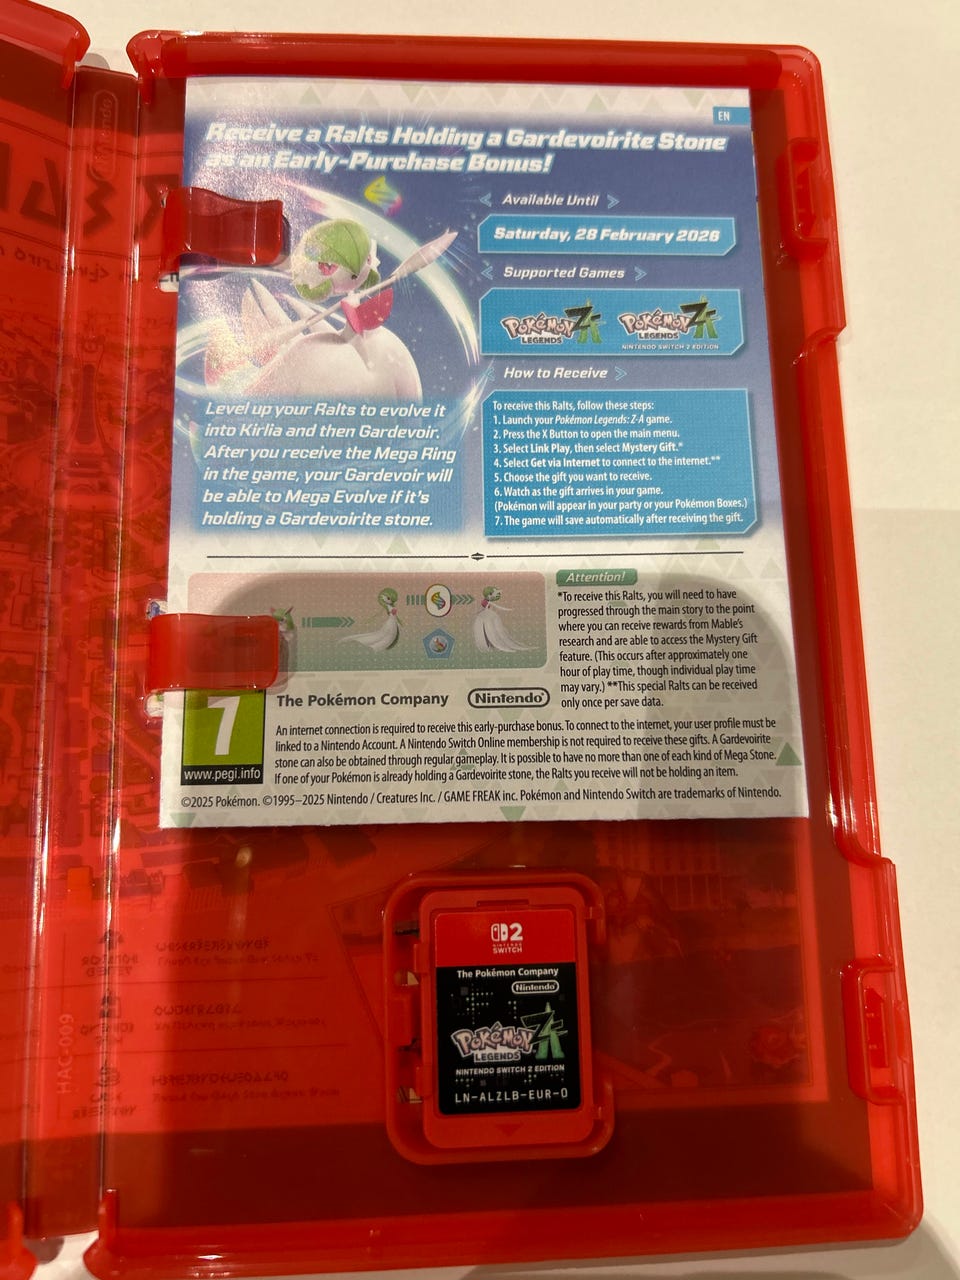 EN
Receive a Ralts Holding a Gardevoirite Stone
as an Early-Purchase Bonus!
Available Until
Saturday, 28 February 2026
Supported Games
POKéMON LEGENDS ZA
POKéMON LEGENDS ZA
NINTENDO SWITCH 2 EDITION
How to Receive
To receive this Ralts, follow these steps:
1. Launch your Pokémon Legends: Z-A game.
2. Press the X Button to open the main menu.
3. Select Link Play, then select Mystery Gift.*
4. Select Get via Internet to connect to the internet.**
5. Choose the gift you want to receive.
6. Watch as the gift arrives in your game.
(Pokémon will appear in your party or your Pokémon Boxes.)
7. The game will save automatically after receiving the gift.
Level up your Ralts to evolve it
into Kirlia and then Gardevoir.
After you receive the Mega Ring
in the game, your Gardevoir will
be able to Mega Evolve if it's
holding a Gardevoirite stone.
Attention!
*To receive this Ralts, you will need to have
progressed through the main story to the point
where you can receive rewards from Mable's
research and are able to access the Mystery Gift
feature. (This occurs after approximately one
hour of play time, though individual play time
may vary.) **This special Ralts can be received
only once per save data.
7
www.pegi.info
The Pokémon Company
Nintendo
An internet connection is required to receive this early-purchase bonus. To connect to the internet, your user profile must be
linked to a Nintendo Account. A Nintendo Switch Online membership is not required to receive these gifts. A Gardevoirite
stone can also be obtained through regular gameplay. It is possible to have no more than one of each kind of Mega Stone.
If one of your Pokémon is already holding a Gardevoirite stone, the Ralts you receive will not be holding an item.
©2025 Pokémon. ©1995–2025 Nintendo / Creatures Inc. / GAME FREAK inc. Pokémon and Nintendo Switch are trademarks of Nintendo.
Nintendo
HAC-009
2
NINTENDO
SWITCH
The Pokémon Company
Nintendo
POKéMON LEGENDS ZA
NINTENDO SWITCH 2 EDITION
LN-ALZLB-EUR-0